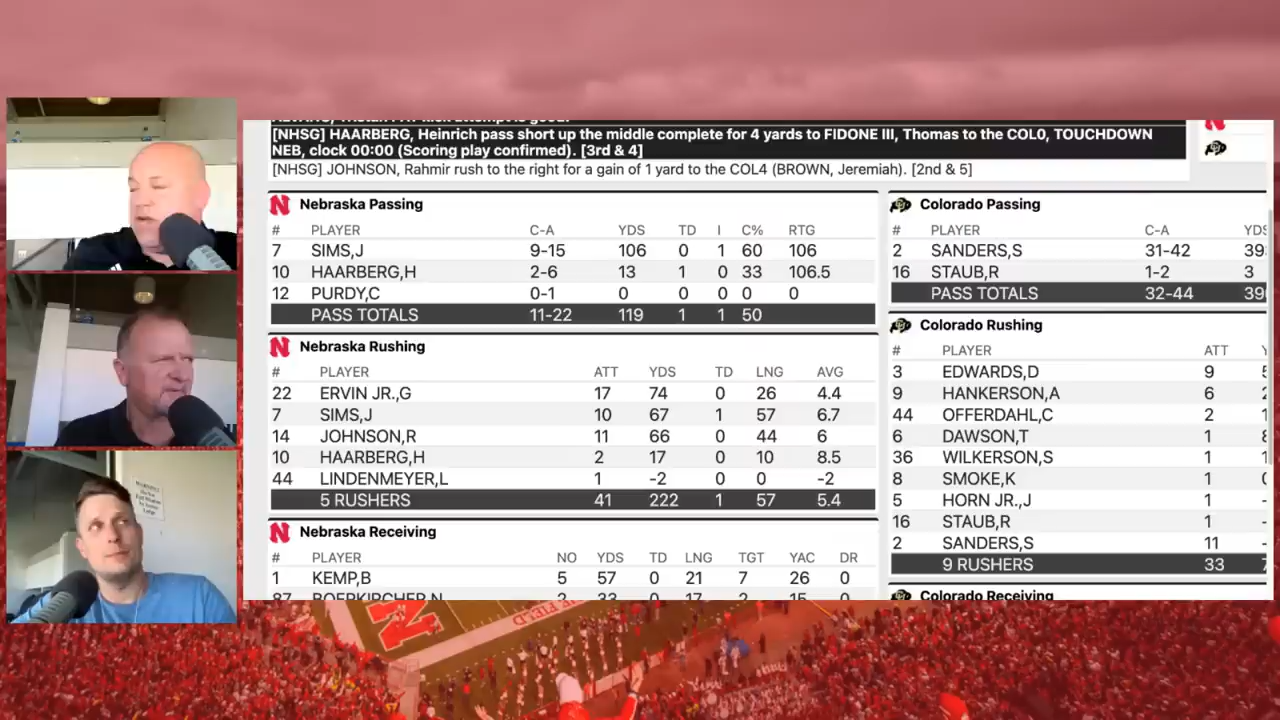 [NHSG] HAARBERG, Heinrich pass short up the middle complete for 4 yards to FIDONE III, Thomas to the COL0, TOUCHDOWN
NEB, clock 00:00 (Scoring play confirmed). [3rd & 4]
[NHSG] JOHNSON, Rahmir rush to the right for a gain of 1 yard to the COL4 (BROWN, Jeremiah). [2nd & 5]
Nebraska Passing
# PLAYER C-A YDS TD I C% RTG
7 SIMS,J 9-15 106 0 1 60 106
10 HAARBERG,H 2-6 13 1 0 33 106.5
12 PURDY,C 0-1 0 0 0 0 0
PASS TOTALS 11-22 119 1 1 50
Nebraska Rushing
# PLAYER ATT YDS TD LNG AVG
22 ERVIN JR.,G 17 74 0 26 4.4
7 SIMS,J 10 67 1 57 6.7
14 JOHNSON,R 11 66 0 44 6
10 HAARBERG,H 2 17 0 10 8.5
44 LINDENMEYER,L 1 -2 0 0 -2
5 RUSHERS 41 222 1 57 5.4
Nebraska Receiving
# PLAYER NO YDS TD LNG TGT YAC DR
1 KEMP,B 5 57 0 21 7 26 0
Colorado Passing
# PLAYER C-A YDS
2 SANDERS,S 31-42 39
16 STAUB,R 1-2 3
PASS TOTALS 32-44 39
Colorado Rushing
# PLAYER ATT Y
3 EDWARDS,D 9
9 HANKERSON,A 6
44 OFFERDAHL,C 2
6 DAWSON,T 1
36 WILKERSON,S 1
8 SMOKE,K 1
5 HORN JR.,J 1
16 STAUB,R 1
2 SANDERS,S 11
9 RUSHERS 33
Colorado Receiving